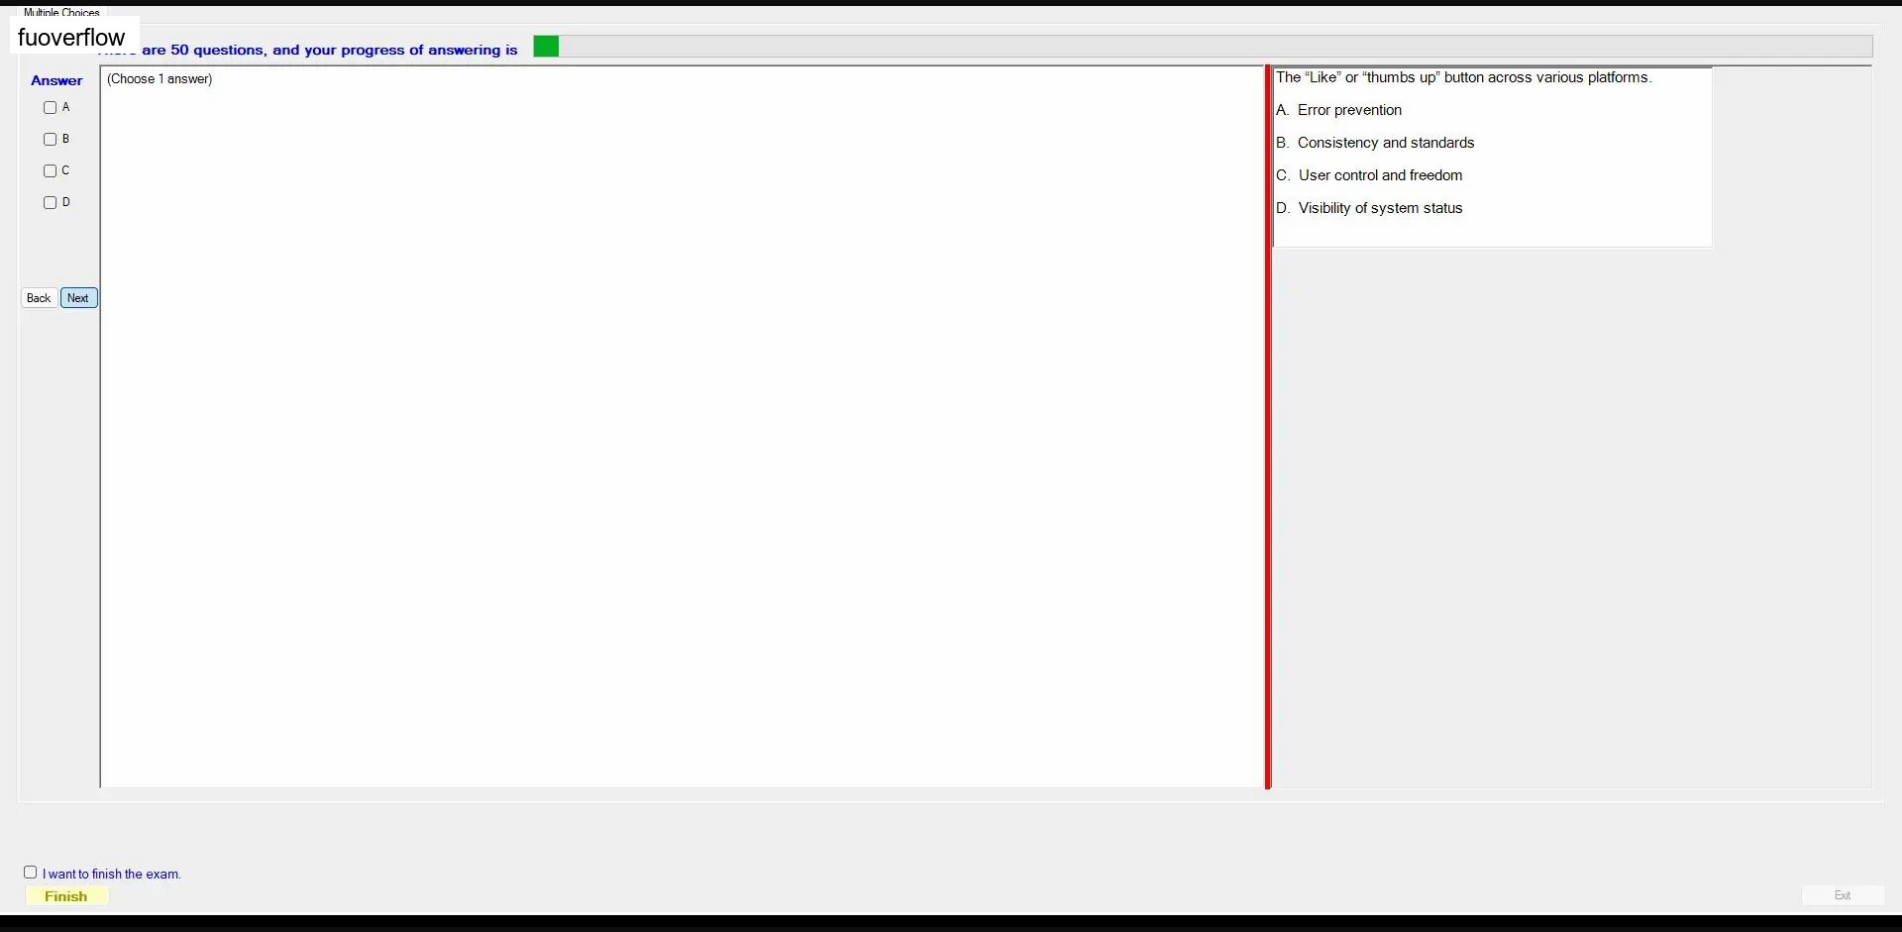 Multiple Choices
fuoverflow
are 50 questions, and your progress of answering is
Answer
(Choose 1 answer)
A
B
C
D
Back
Next
The “Like” or “thumbs up” button across various platforms.
A. Error prevention
B. Consistency and standards
C. User control and freedom
D. Visibility of system status
I want to finish the exam.
Finish
Exit